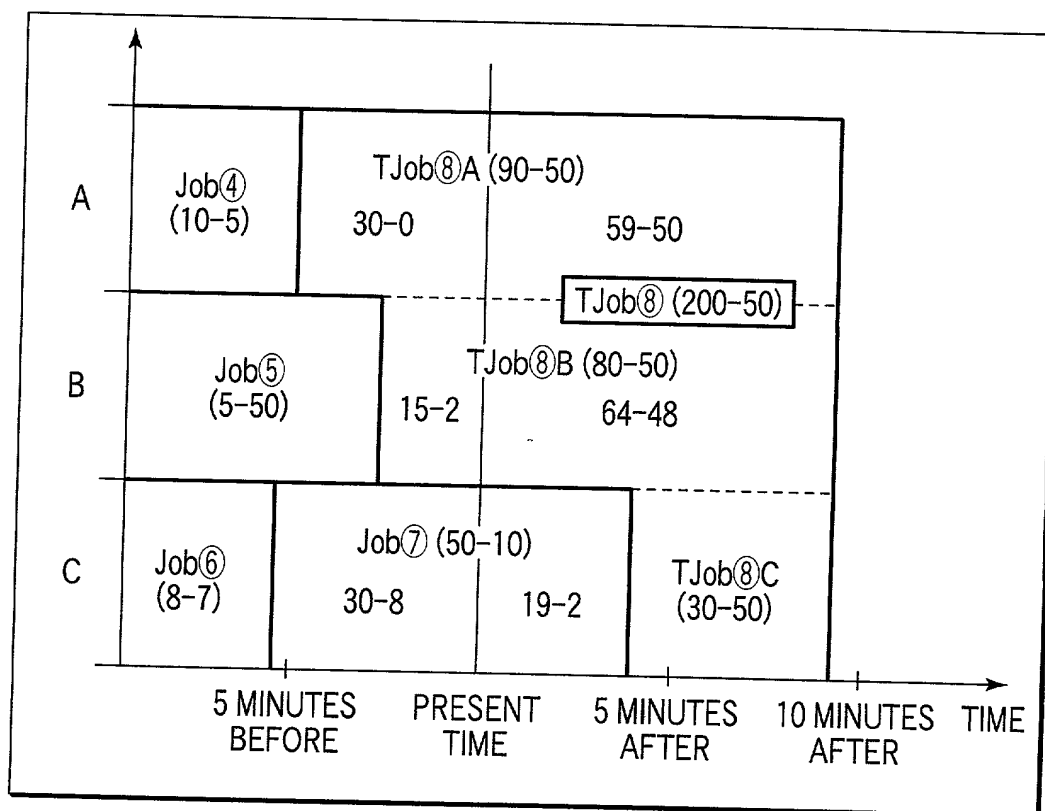 A
Job④
(10-5)
TJob⑧A (90-50)
30-0
59-50
TJob⑧ (200-50)
B
Job⑤
(5-50)
TJob⑧B (80-50)
15-2
64-48
C
Job⑥
(8-7)
Job⑦ (50-10)
30-8
19-2
TJob⑧C
(30-50)
5 MINUTES
BEFORE
PRESENT
TIME
5 MINUTES
AFTER
10 MINUTES
AFTER
TIME